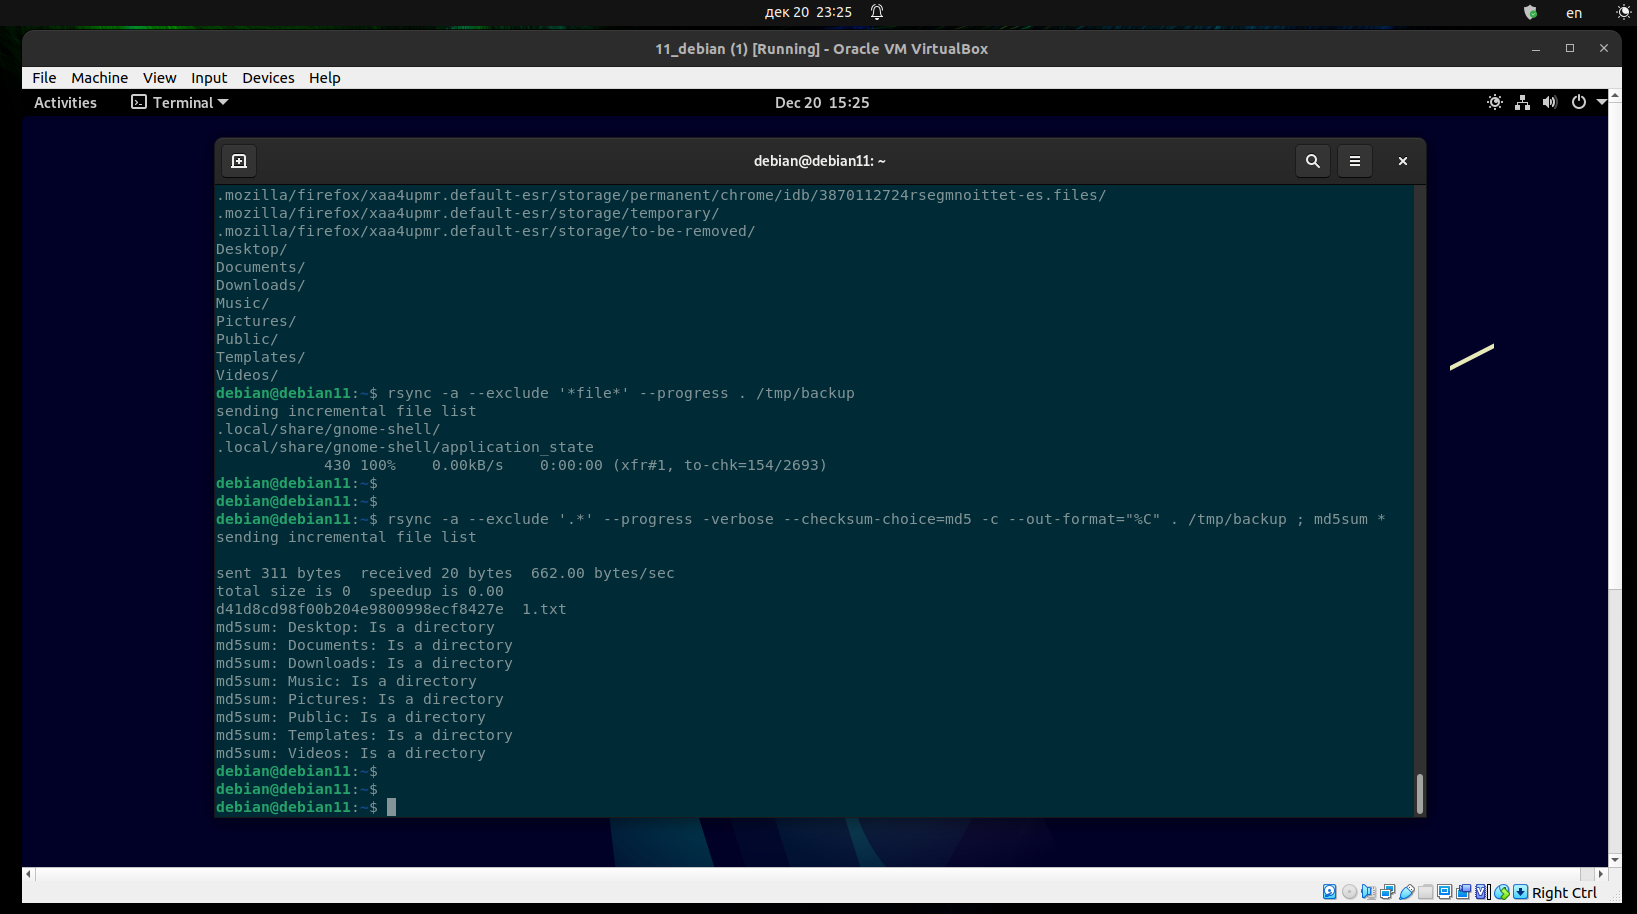 дек 20 23:25
en
11_debian (1) [Running] - Oracle VM VirtualBox
File Machine View Input Devices Help
Activities Terminal Dec 20 15:25
debian@debian11: ~
.mozilla/firefox/xaa4upmr.default-esr/storage/permanent/chrome/idb/3870112724rsegmnoittet-es.files/
.mozilla/firefox/xaa4upmr.default-esr/storage/temporary/
.mozilla/firefox/xaa4upmr.default-esr/storage/to-be-removed/
Desktop/
Documents/
Downloads/
Music/
Pictures/
Public/
Templates/
Videos/
debian@debian11:~$ rsync -a --exclude '*file*' --progress . /tmp/backup
sending incremental file list
.local/share/gnome-shell/
.local/share/gnome-shell/application_state
430 100% 0.00kB/s 0:00:00 (xfr#1, to-chk=154/2693)
debian@debian11:~$
debian@debian11:~$
debian@debian11:~$ rsync -a --exclude '.*' --progress -verbose --checksum-choice=md5 -c --out-format="%C" . /tmp/backup ; md5sum *
sending incremental file list
sent 311 bytes received 20 bytes 662.00 bytes/sec
total size is 0 speedup is 0.00
d41d8cd98f00b204e9800998ecf8427e 1.txt
md5sum: Desktop: Is a directory
md5sum: Documents: Is a directory
md5sum: Downloads: Is a directory
md5sum: Music: Is a directory
md5sum: Pictures: Is a directory
md5sum: Public: Is a directory
md5sum: Templates: Is a directory
md5sum: Videos: Is a directory
debian@debian11:~$
debian@debian11:~$
debian@debian11:~$
Right Ctrl